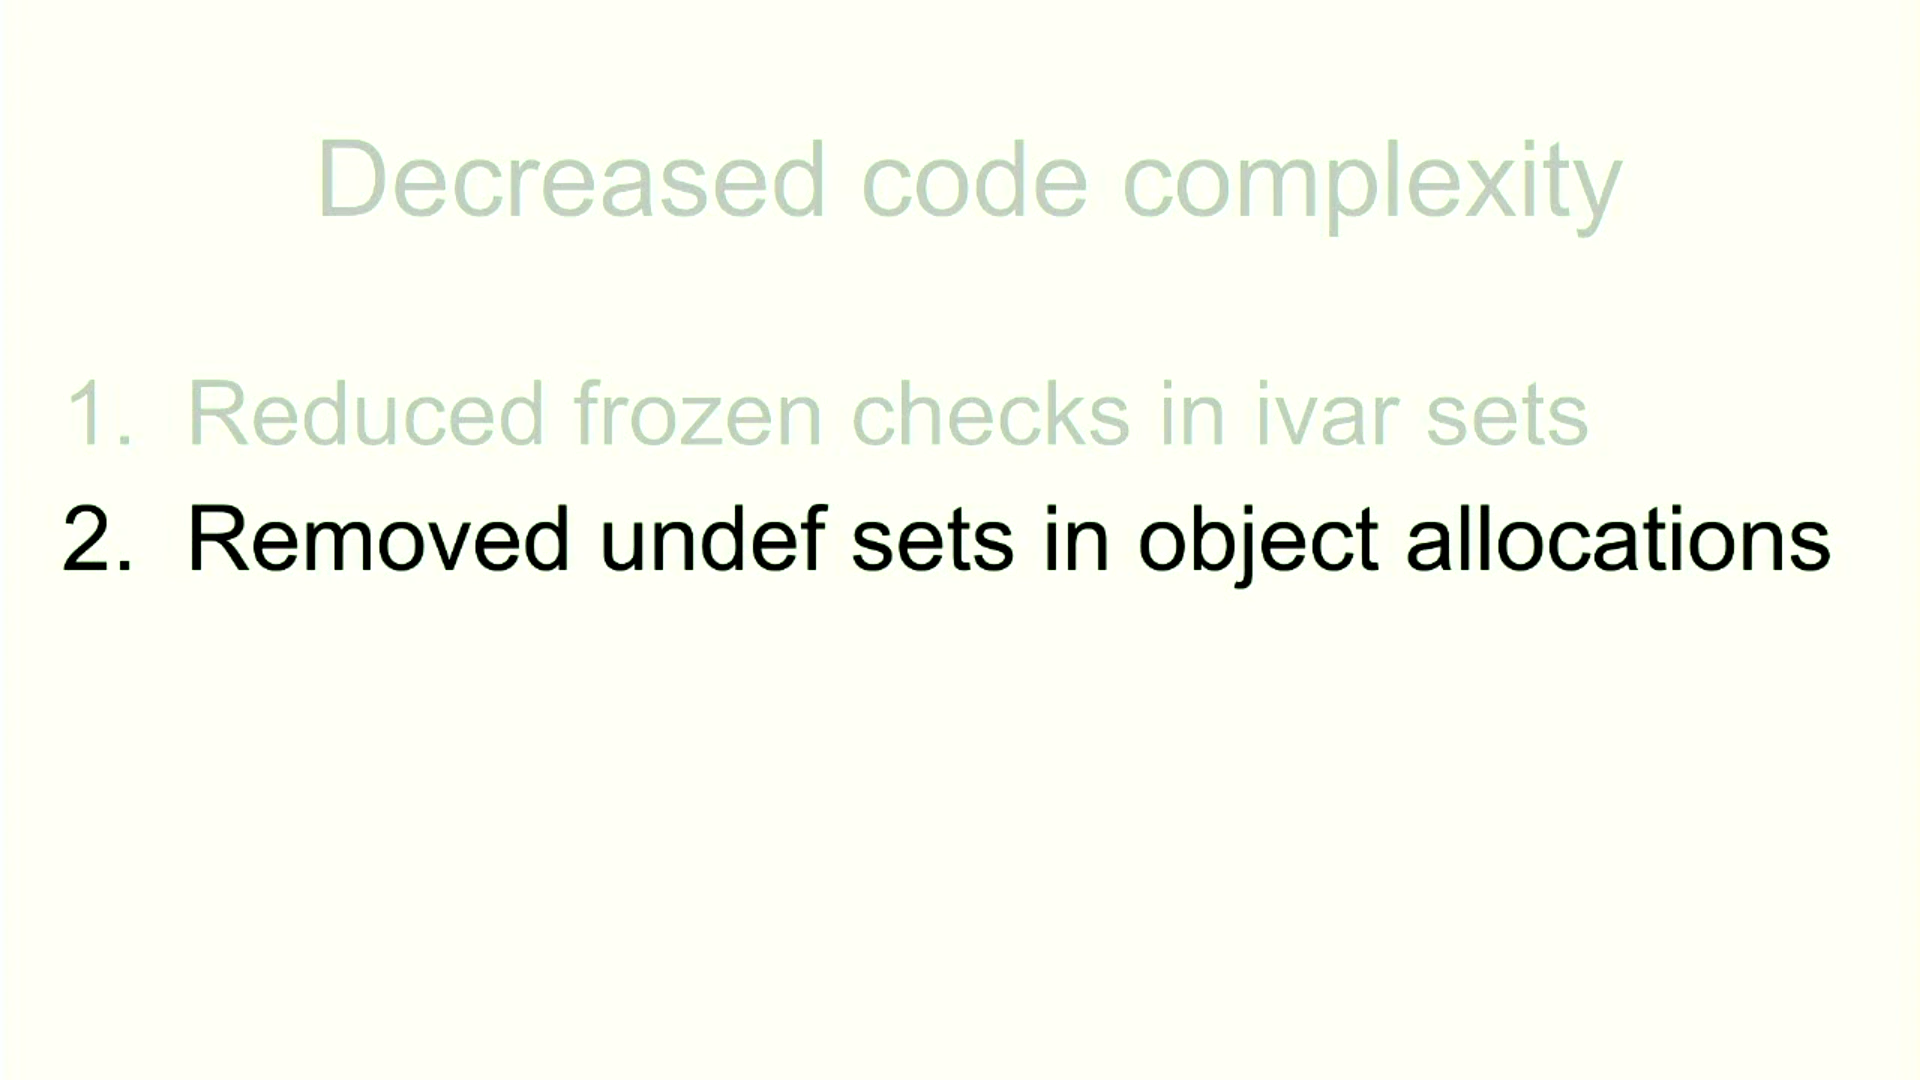 Decreased code complexity
1. Reduced frozen checks in ivar sets
2. Removed undef sets in object allocations